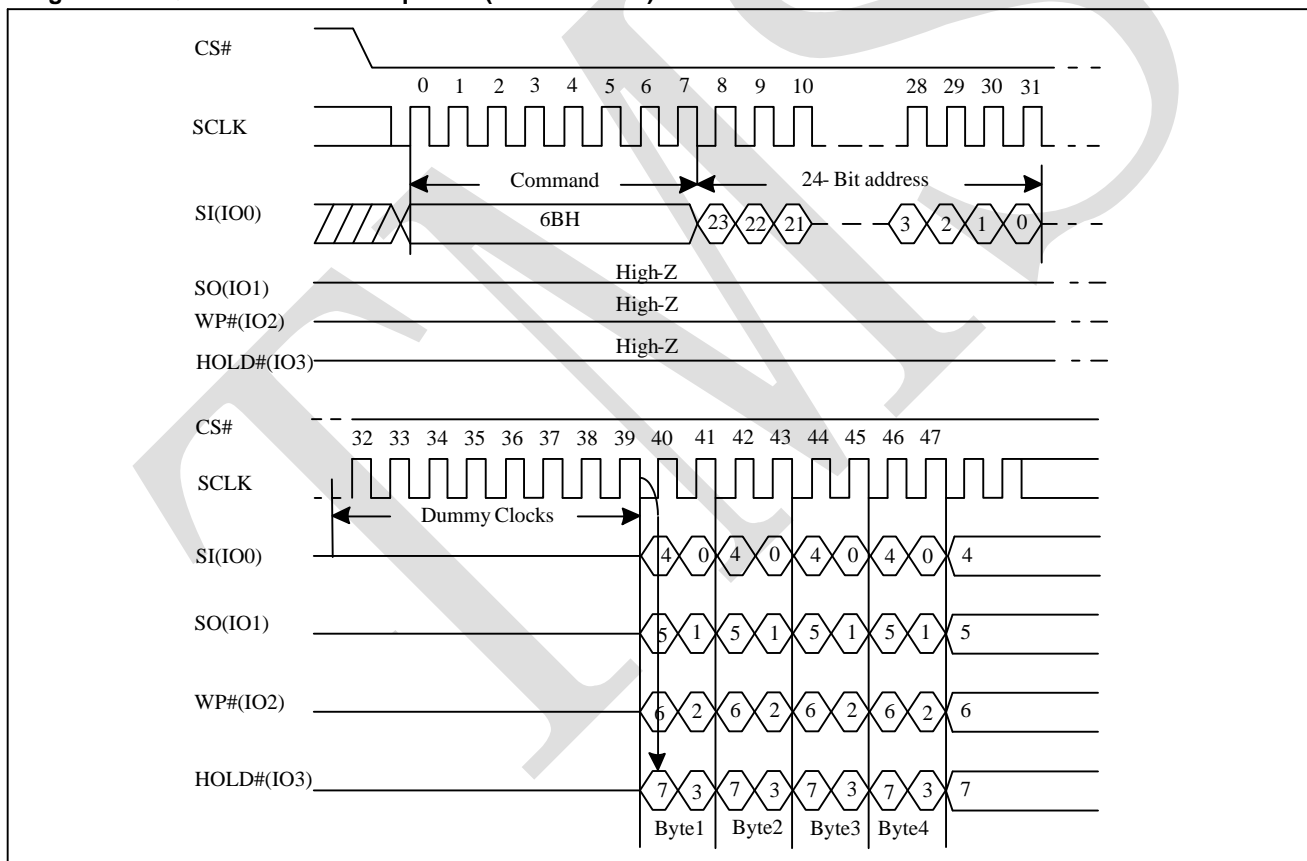 CS#
0 1 2 3 4 5 6 7 8 9 10 28 29 30 31
SCLK
Command 24- Bit address
SI(IO0) 6BH 23 22 21 3 2 1 0
High-Z
SO(IO1)
High-Z
WP#(IO2)
High-Z
HOLD#(IO3)
CS#
32 33 34 35 36 37 38 39 40 41 42 43 44 45 46 47
SCLK
Dummy Clocks
SI(IO0) 4 0 4 0 4 0 4 0 4
SO(IO1) 5 1 5 1 5 1 5 1 5
WP#(IO2) 6 2 6 2 6 2 6 2 6
HOLD#(IO3) 7 3 7 3 7 3 7 3 7
Byte1 Byte2 Byte3 Byte4